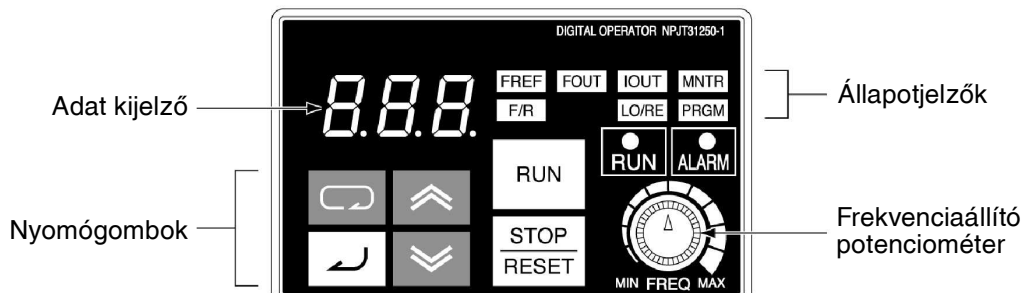 DIGITAL OPERATOR NPJT31250-1
Adat kijelző
8.8.8.
FREF FOUT IOUT MNTR
F/R LO/RE PRGM
Állapotjelzők
RUN ALARM
Nyomógombok
RUN
STOP
RESET
Frekvenciaállító
potenciométer
MIN FREQ MAX